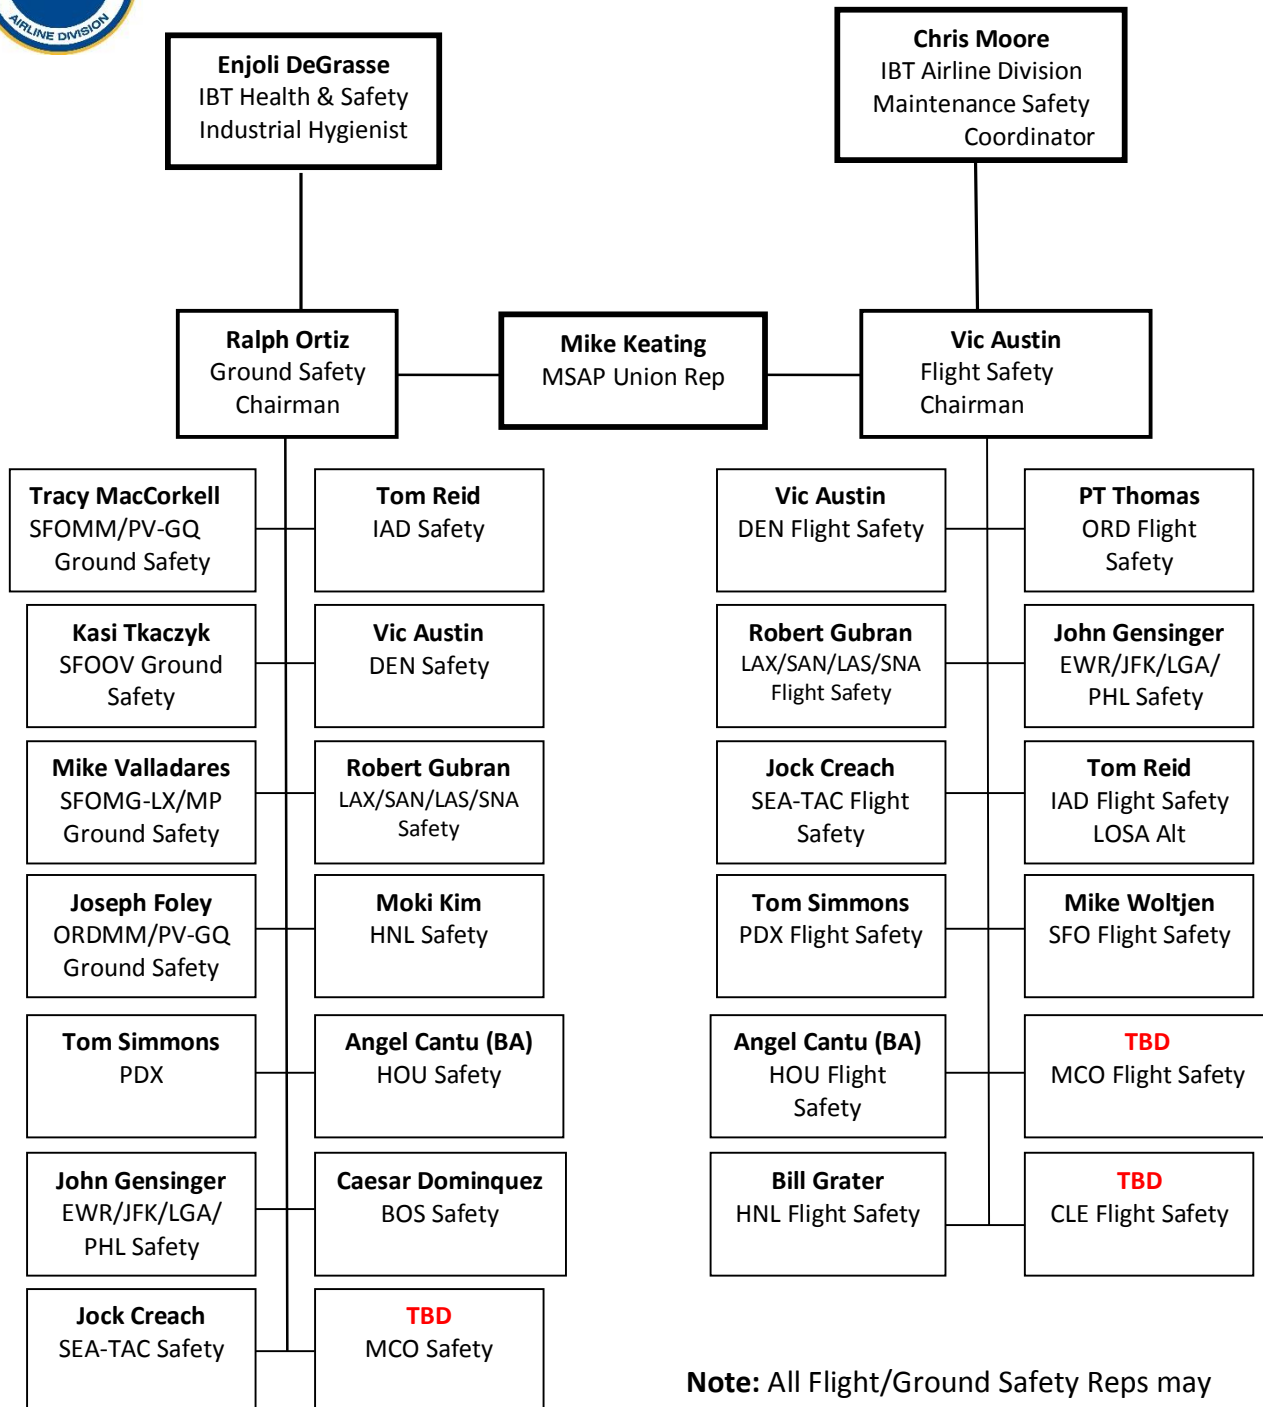 AIRLINE DIVISION
Enjoli DeGrasse
IBT Health & Safety
Industrial Hygienist
Chris Moore
IBT Airline Division
Maintenance Safety
Coordinator
Ralph Ortiz
Ground Safety
Chairman
Mike Keating
MSAP Union Rep
Vic Austin
Flight Safety
Chairman
Tracy MacCorkell
SFOMM/PV-GQ
Ground Safety
Tom Reid
IAD Safety
Kasi Tkaczyk
SFOOV Ground
Safety
Vic Austin
DEN Safety
Mike Valladares
SFOMG-LX/MP
Ground Safety
Robert Gubran
LAX/SAN/LAS/SNA
Safety
Joseph Foley
ORDMM/PV-GQ
Ground Safety
Moki Kim
HNL Safety
Tom Simmons
PDX
Angel Cantu (BA)
HOU Safety
John Gensinger
EWR/JFK/LGA/
PHL Safety
Caesar Dominquez
BOS Safety
Jock Creach
SEA-TAC Safety
TBD
MCO Safety
Vic Austin
DEN Flight Safety
PT Thomas
ORD Flight
Safety
Robert Gubran
LAX/SAN/LAS/SNA
Flight Safety
John Gensinger
EWR/JFK/LGA/
PHL Safety
Jock Creach
SEA-TAC Flight
Safety
Tom Reid
IAD Flight Safety
LOSA Alt
Tom Simmons
PDX Flight Safety
Mike Woltjen
SFO Flight Safety
Angel Cantu (BA)
HOU Flight
Safety
TBD
MCO Flight Safety
Bill Grater
HNL Flight Safety
TBD
CLE Flight Safety
Note: All Flight/Ground Safety Reps may